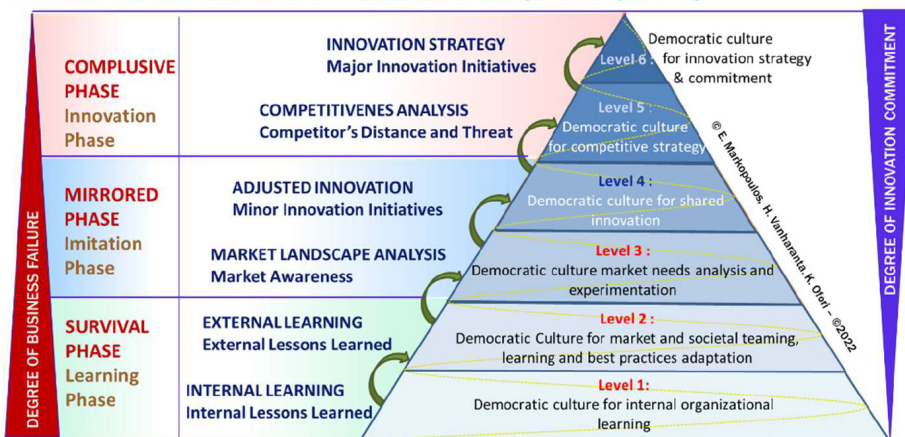 DEGREE OF BUSINESS FAILURE
COMPLUSIVE
PHASE
Innovation
Phase
INNOVATION STRATEGY
Major Innovation Initiatives
COMPETITIVENES ANALYSIS
Competitor's Distance and Threat
MIRRORED
PHASE
Imitation
Phase
ADJUSTED INNOVATION
Minor Innovation Initiatives
MARKET LANDSCAPE ANALYSIS
Market Awareness
SURVIVAL
PHASE
Learning
Phase
EXTERNAL LEARNING
External Lessons Learned
INTERNAL LEARNING
Internal Lessons Learned
Level 6 :
Democratic culture
for innovation strategy
& commitment
Level 5 :
Democratic culture
for competitive strategy
Level 4 :
Democratic culture for shared
innovation
Level 3 :
Democratic culture market needs analysis and
experimentation
Level 2 :
Democratic Culture for market and societal teaming,
learning and best practices adaptation
Level 1:
Democratic culture for internal organizational
learning
© E. Markopoulos, H. Vanharanta, K. Ofori – ©2022
DEGREE OF INNOVATION COMMITMENT